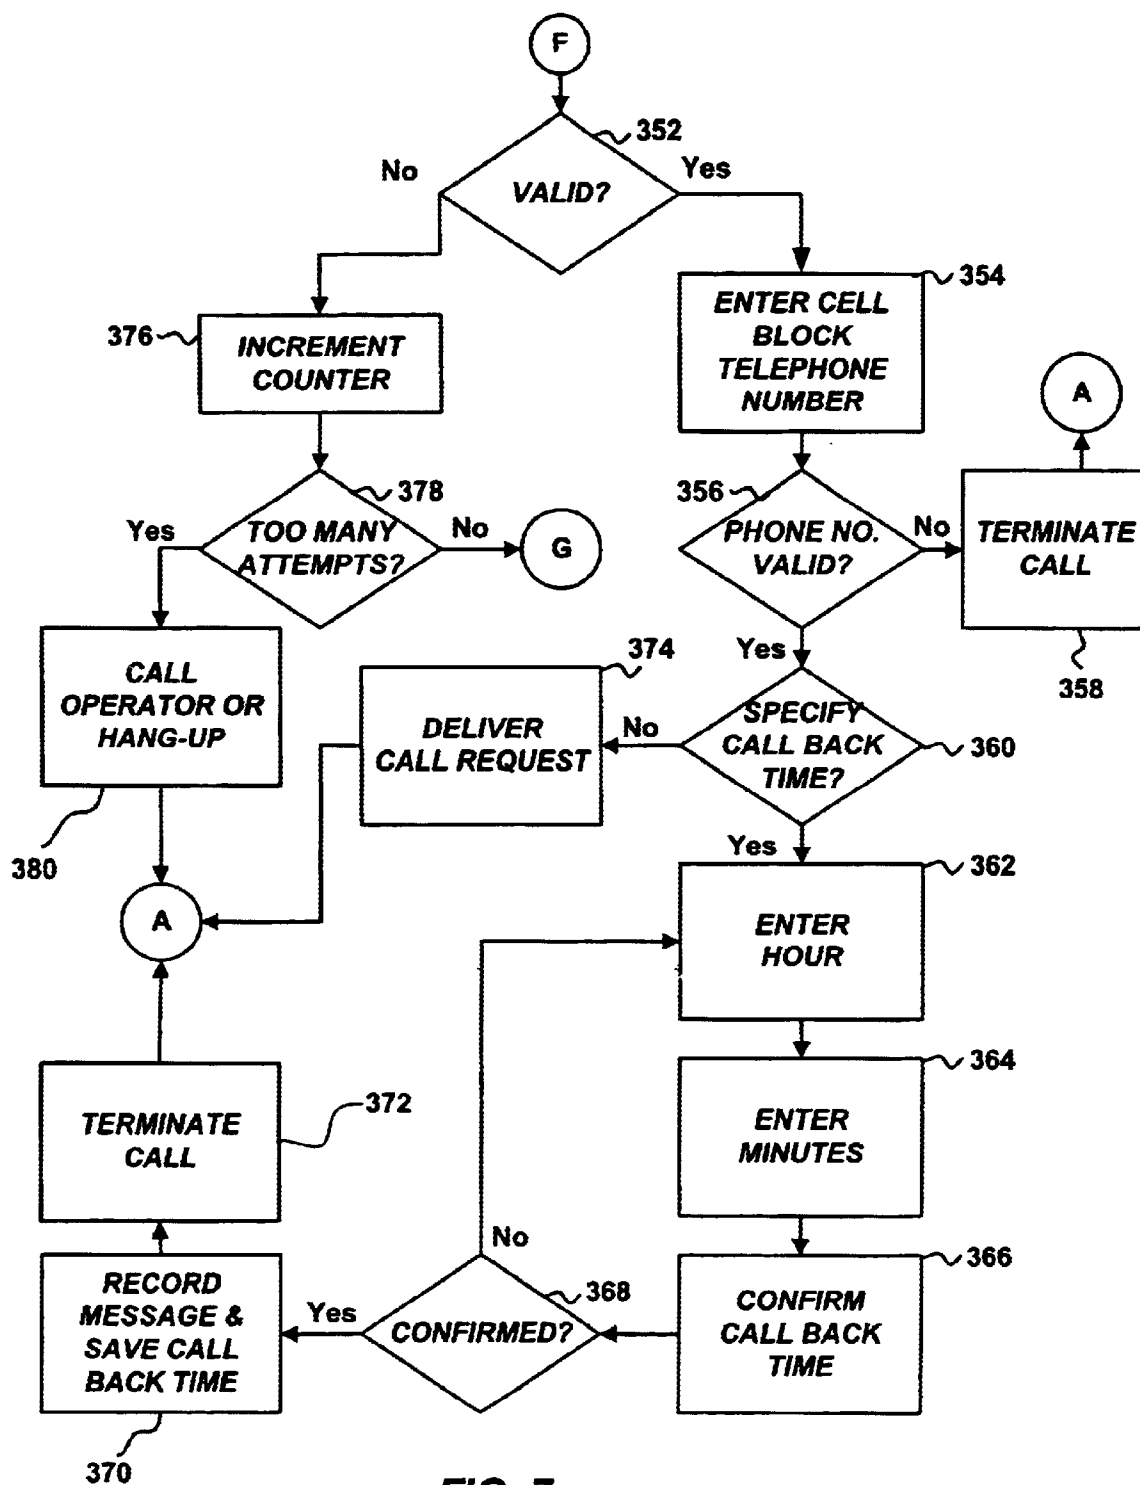 F
352
No
Yes
VALID?
354
ENTER CELL
BLOCK
TELEPHONE
NUMBER
376
INCREMENT
COUNTER
A
378
356
Yes
TOO MANY
ATTEMPTS?
No
G
PHONE NO.
VALID?
No
TERMINATE
CALL
358
CALL
OPERATOR OR
HANG-UP
380
374
DELIVER
CALL REQUEST
No
Yes
SPECIFY
CALL BACK
TIME?
360
Yes
362
A
ENTER
HOUR
364
TERMINATE
CALL
372
ENTER
MINUTES
No
366
RECORD
MESSAGE &
SAVE CALL
BACK TIME
Yes
368
CONFIRMED?
CONFIRM
CALL BACK
TIME
370